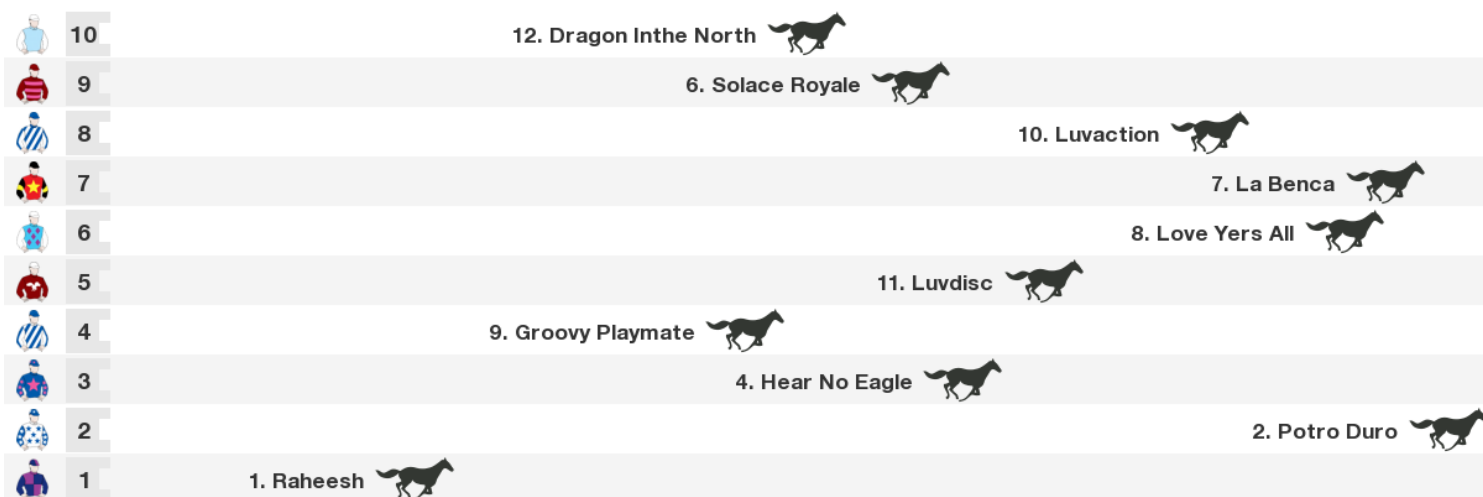 10 12. Dragon Inthe North
9 6. Solace Royale
8 10. Luvaction
7 7. La Benca
6 8. Love Yers All
5 11. Luvdisc
4 9. Groovy Playmate
3 4. Hear No Eagle
2 2. Potro Duro
1 1. Raheesh